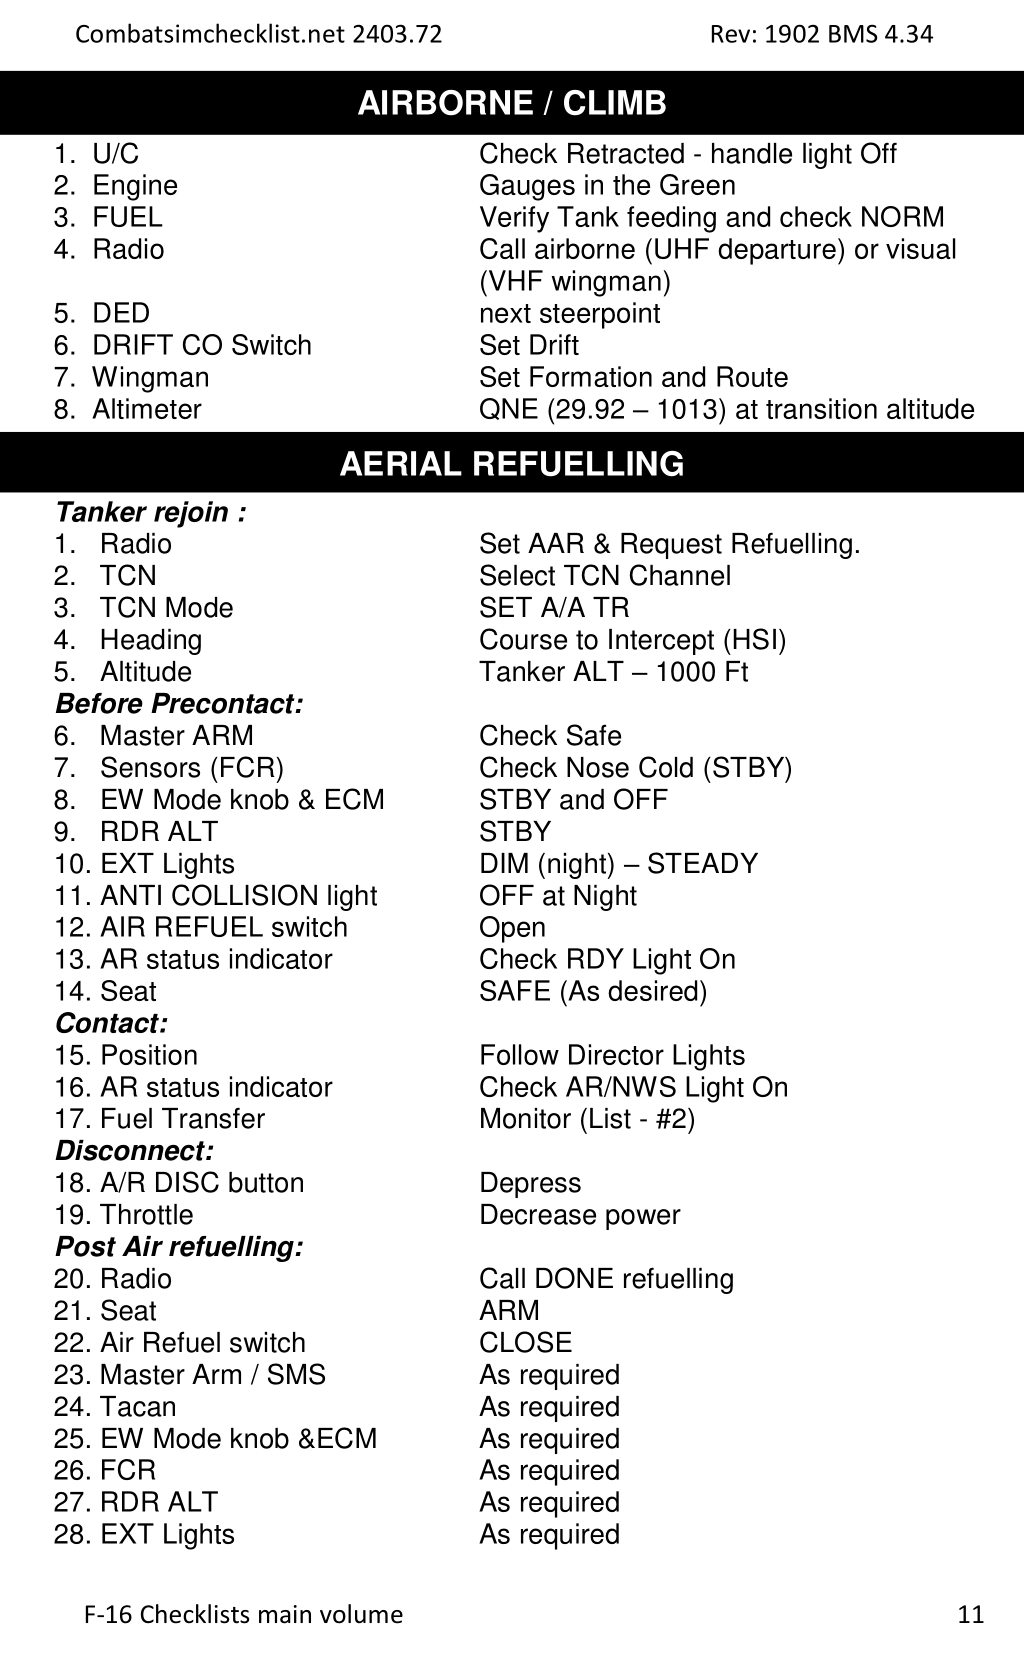 Combatsimchecklist.net 2403.72 Rev: 1902 BMS 4.34
AIRBORNE / CLIMB
1. U/C Check Retracted - handle light Off
2. Engine Gauges in the Green
3. FUEL Verify Tank feeding and check NORM
4. Radio Call airborne (UHF departure) or visual
(VHF wingman)
5. DED next steerpoint
6. DRIFT CO Switch Set Drift
7. Wingman Set Formation and Route
8. Altimeter QNE (29.92 – 1013) at transition altitude
AERIAL REFUELLING
Tanker rejoin :
1. Radio Set AAR & Request Refuelling.
2. TCN Select TCN Channel
3. TCN Mode SET A/A TR
4. Heading Course to Intercept (HSI)
5. Altitude Tanker ALT – 1000 Ft
Before Precontact:
6. Master ARM Check Safe
7. Sensors (FCR) Check Nose Cold (STBY)
8. EW Mode knob & ECM STBY and OFF
9. RDR ALT STBY
10. EXT Lights DIM (night) – STEADY
11. ANTI COLLISION light OFF at Night
12. AIR REFUEL switch Open
13. AR status indicator Check RDY Light On
14. Seat SAFE (As desired)
Contact:
15. Position Follow Director Lights
16. AR status indicator Check AR/NWS Light On
17. Fuel Transfer Monitor (List - #2)
Disconnect:
18. A/R DISC button Depress
19. Throttle Decrease power
Post Air refuelling:
20. Radio Call DONE refuelling
21. Seat ARM
22. Air Refuel switch CLOSE
23. Master Arm / SMS As required
24. Tacan As required
25. EW Mode knob &ECM As required
26. FCR As required
27. RDR ALT As required
28. EXT Lights As required
F-16 Checklists main volume 11